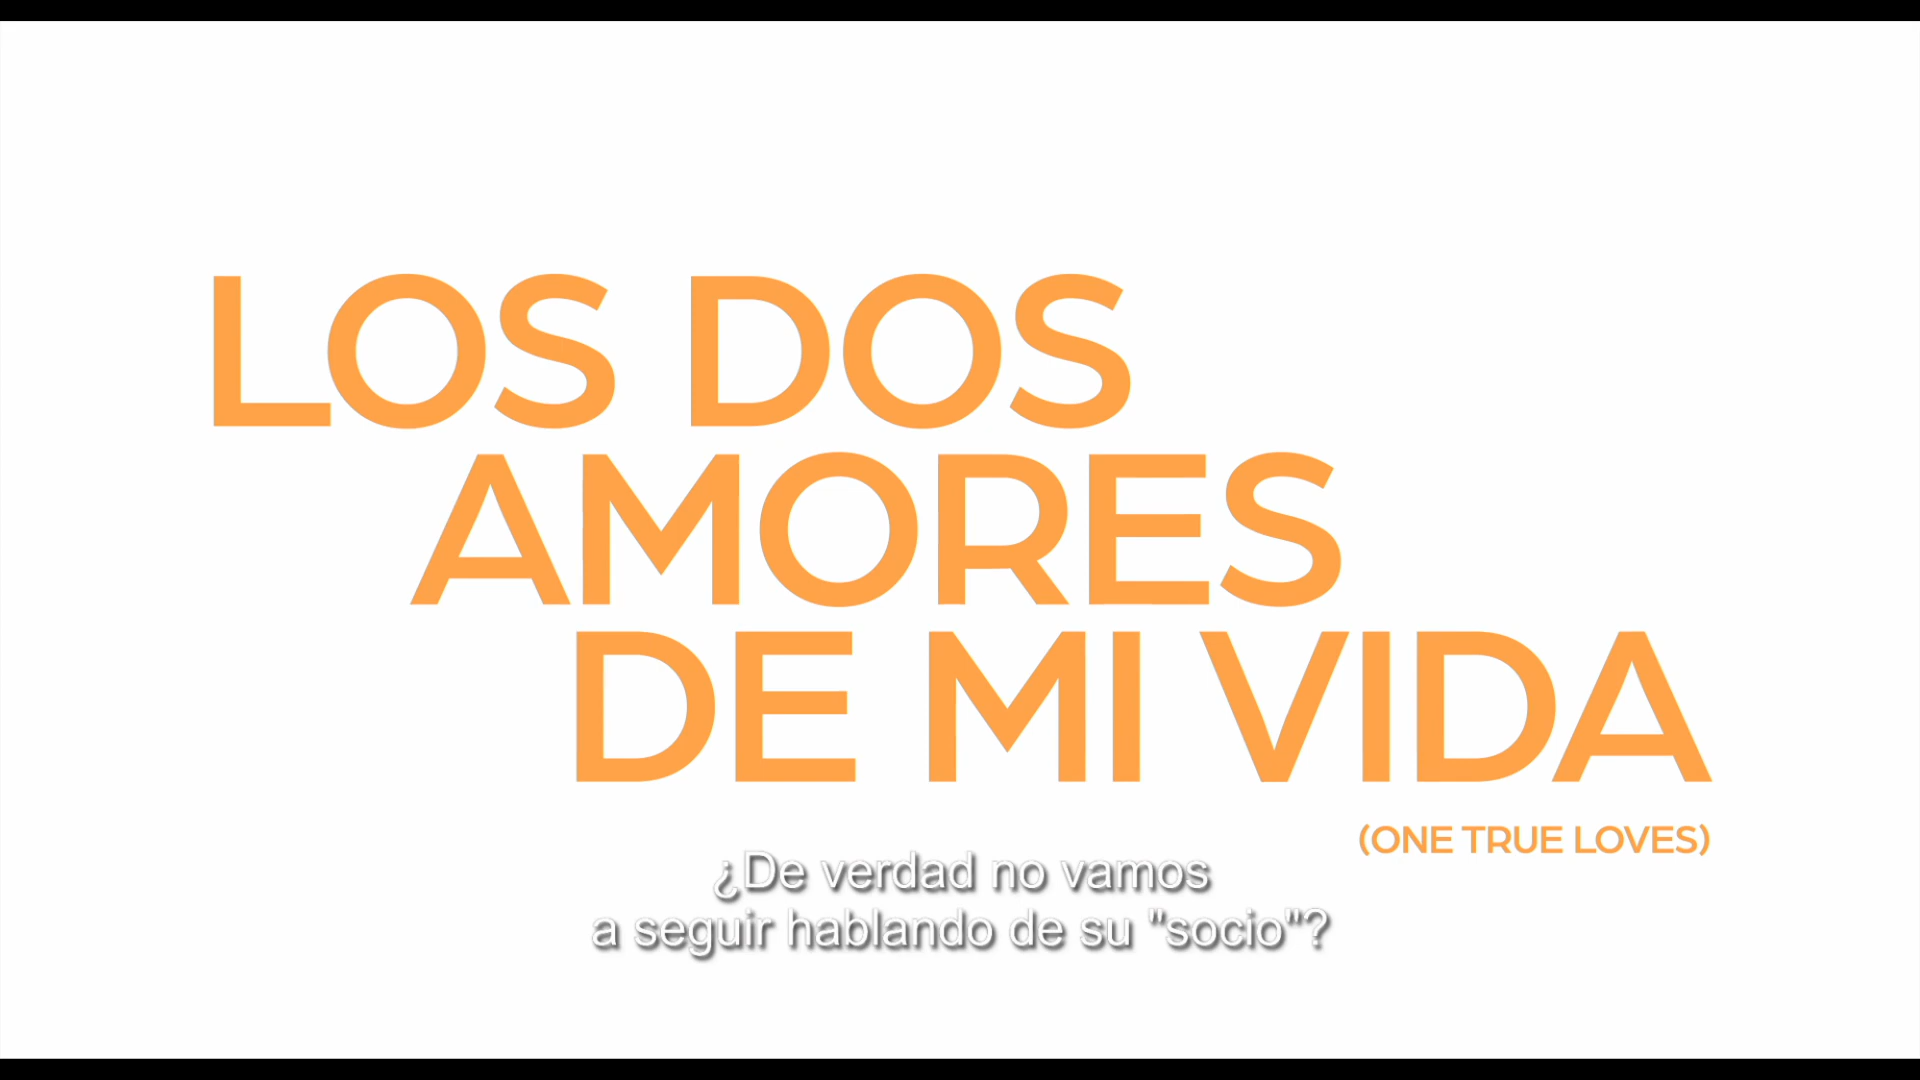 LOS DOS
AMORES
DE MI VIDA
(ONE TRUE LOVES)
¿De verdad no vamos
a seguir hablando de su "socio"?